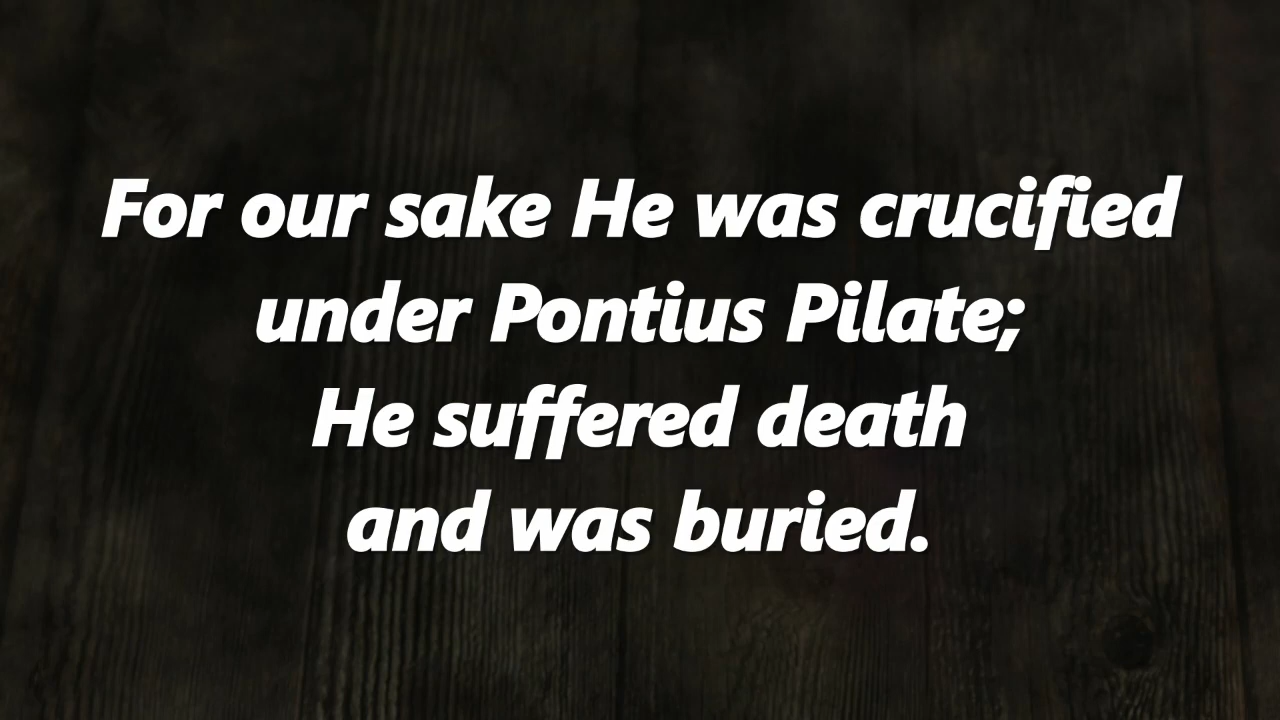 For our sake He was crucified
under Pontius Pilate;
He suffered death
and was buried.